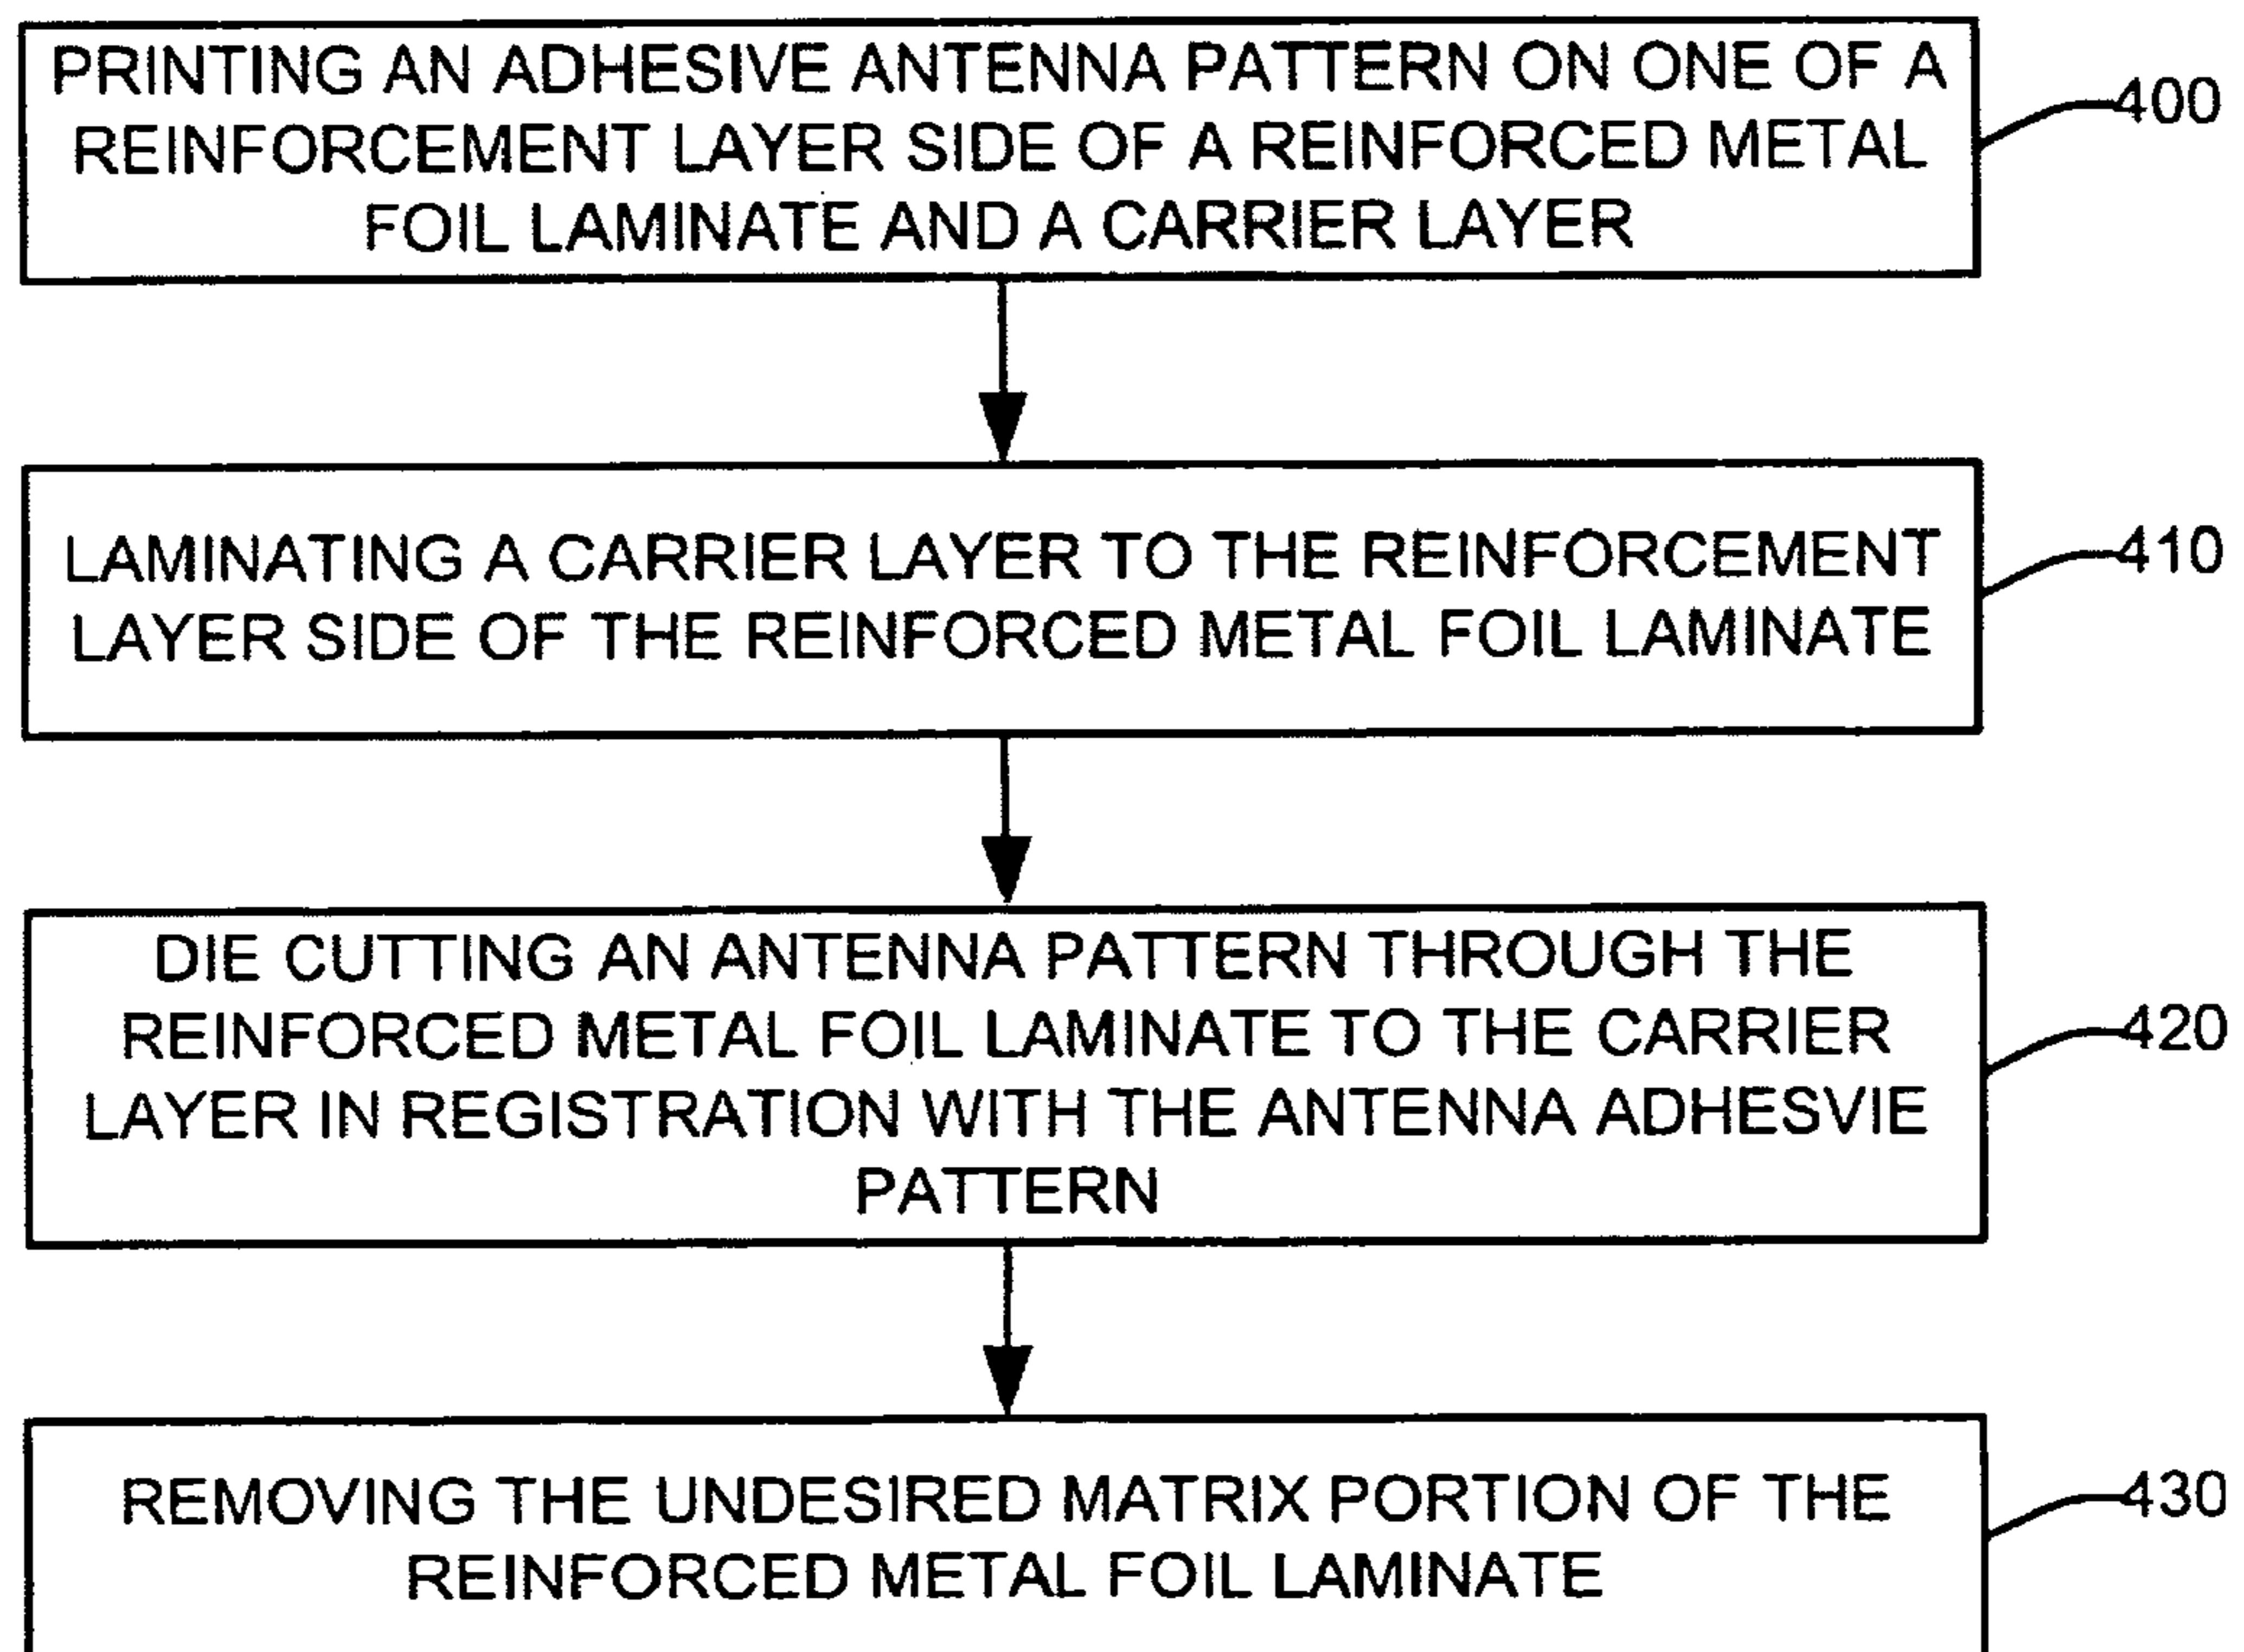 PRINTING AN ADHESIVE ANTENNA PATTERN ON ONE OF A
REINFORCEMENT LAYER SIDE OF A REINFORCED METAL
FOIL LAMINATE AND A CARRIER LAYER
400
LAMINATING A CARRIER LAYER TO THE REINFORCEMENT
LAYER SIDE OF THE REINFORCED METAL FOIL LAMINATE
410
DIE CUTTING AN ANTENNA PATTERN THROUGH THE
REINFORCED METAL FOIL LAMINATE TO THE CARRIER
LAYER IN REGISTRATION WITH THE ANTENNA ADHESVIE
PATTERN
420
REMOVING THE UNDESIRED MATRIX PORTION OF THE
REINFORCED METAL FOIL LAMINATE
430